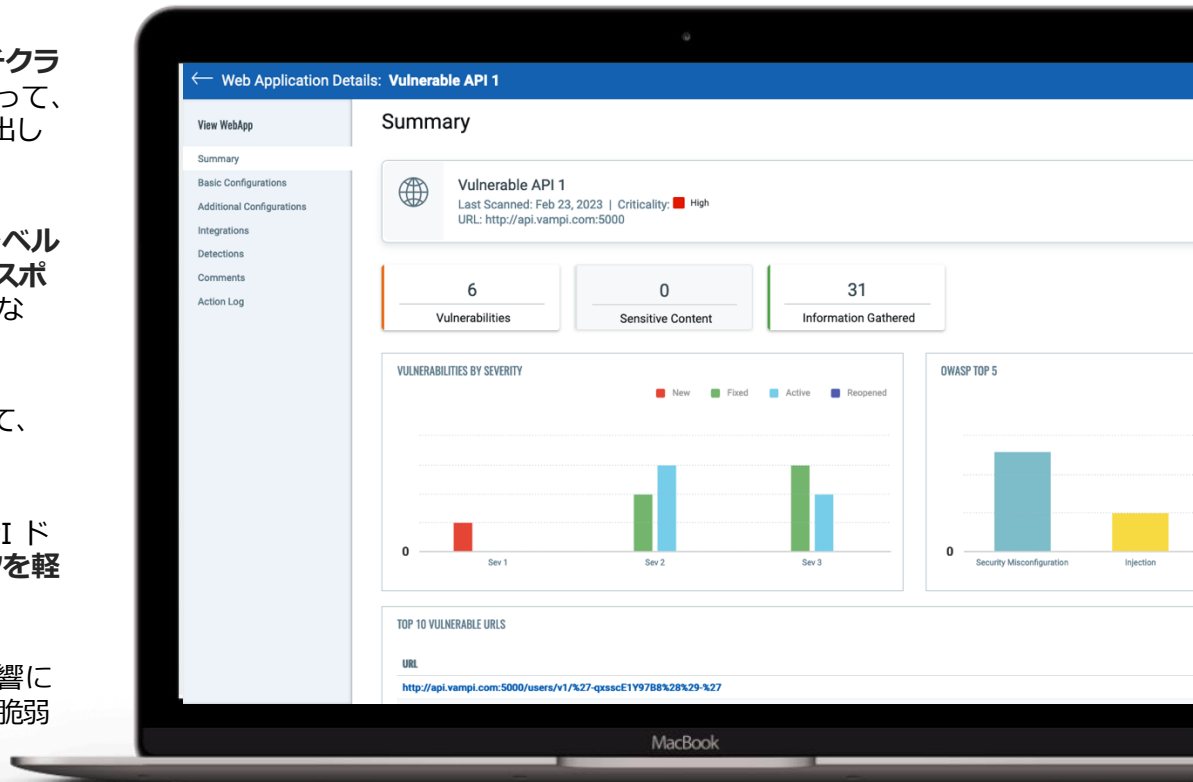 クラ
って、
出し
ベル
スポ
な
て、
I ド
を軽
響に
脆弱
Web Application Details: Vulnerable API 1
View WebApp
Summary
Basic Configurations
Additional Configurations
Integrations
Detections
Comments
Action Log
Summary
Vulnerable API 1
Last Scanned: Feb 23, 2023 | Criticality: High
URL: http://api.vampi.com:5000
6
Vulnerabilities
0
Sensitive Content
31
Information Gathered
VULNERABILITIES BY SEVERITY
New Fixed Active Reopened
0
Sev 1 Sev 2 Sev 3
OWASP TOP 5
0
Security Misconfiguration Injection
TOP 10 VULNERABLE URLS
URL
http://api.vampi.com:5000/users/v1/%27-qxsscE1Y97B8%28%29-%27
MacBook